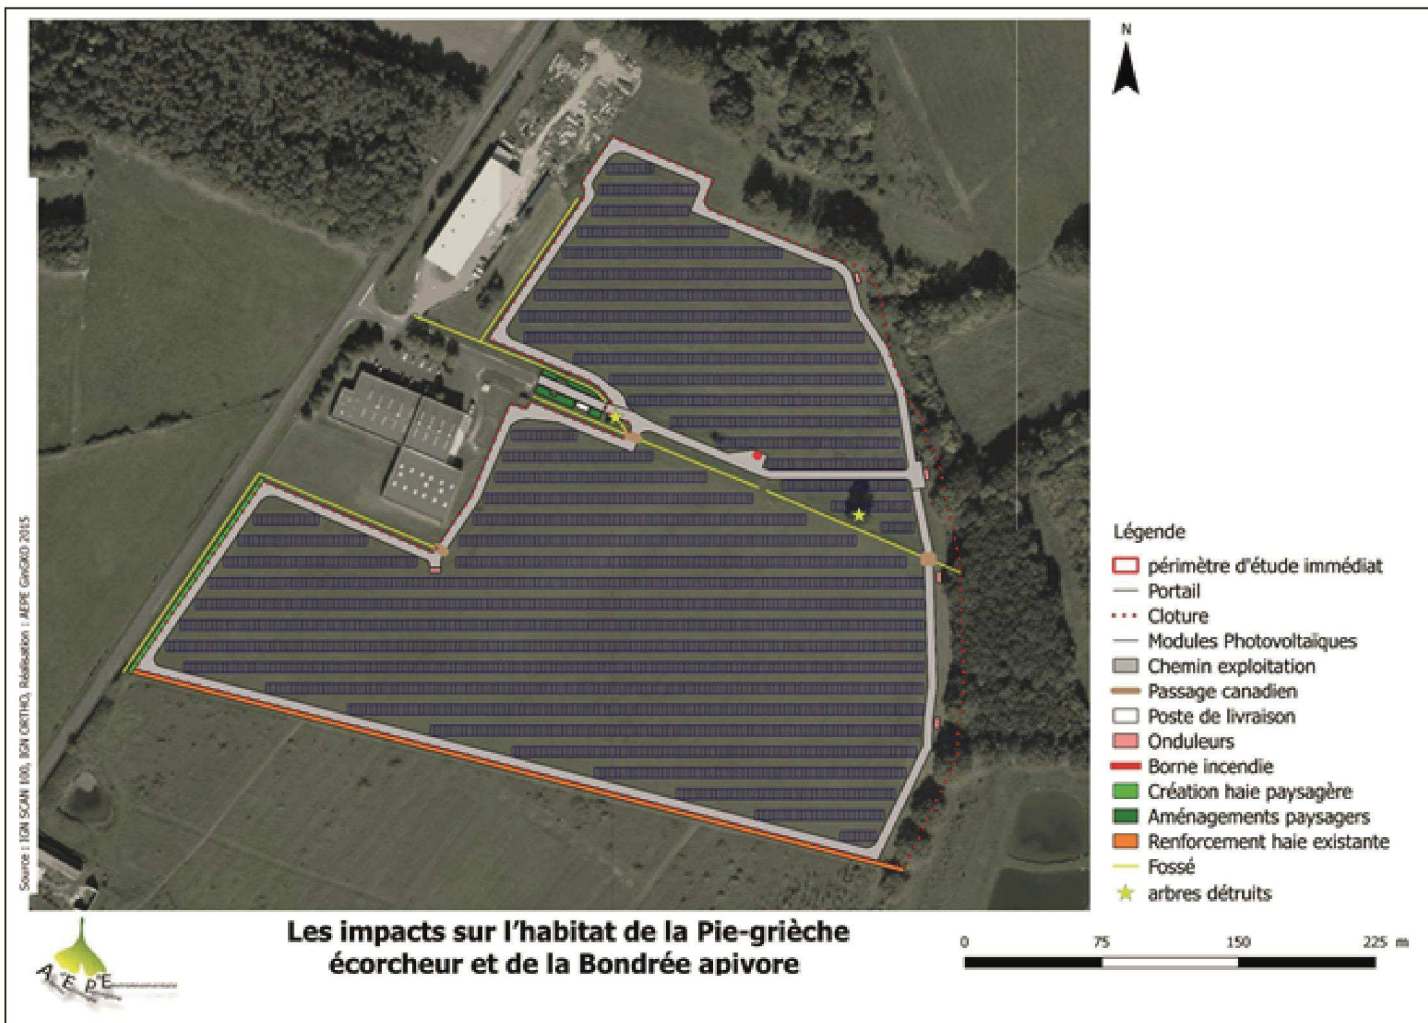 N
Légende
périmètre d'étude immédiat
Portail
Cloture
Modules Photovoltaïques
Chemin exploitation
Passage canadien
Poste de livraison
Onduleurs
Borne incendie
Création haie paysagère
Aménagements paysagers
Renforcement haie existante
Fossé
arbres détruits
0 75 150 225 m
Source : IGN SCAN 100, IGN ORTHO, Réalisation : AEPE GINGKO 2015
Les impacts sur l'habitat de la Pie-grièche
écorcheur et de la Bondrée apivore
AEPE